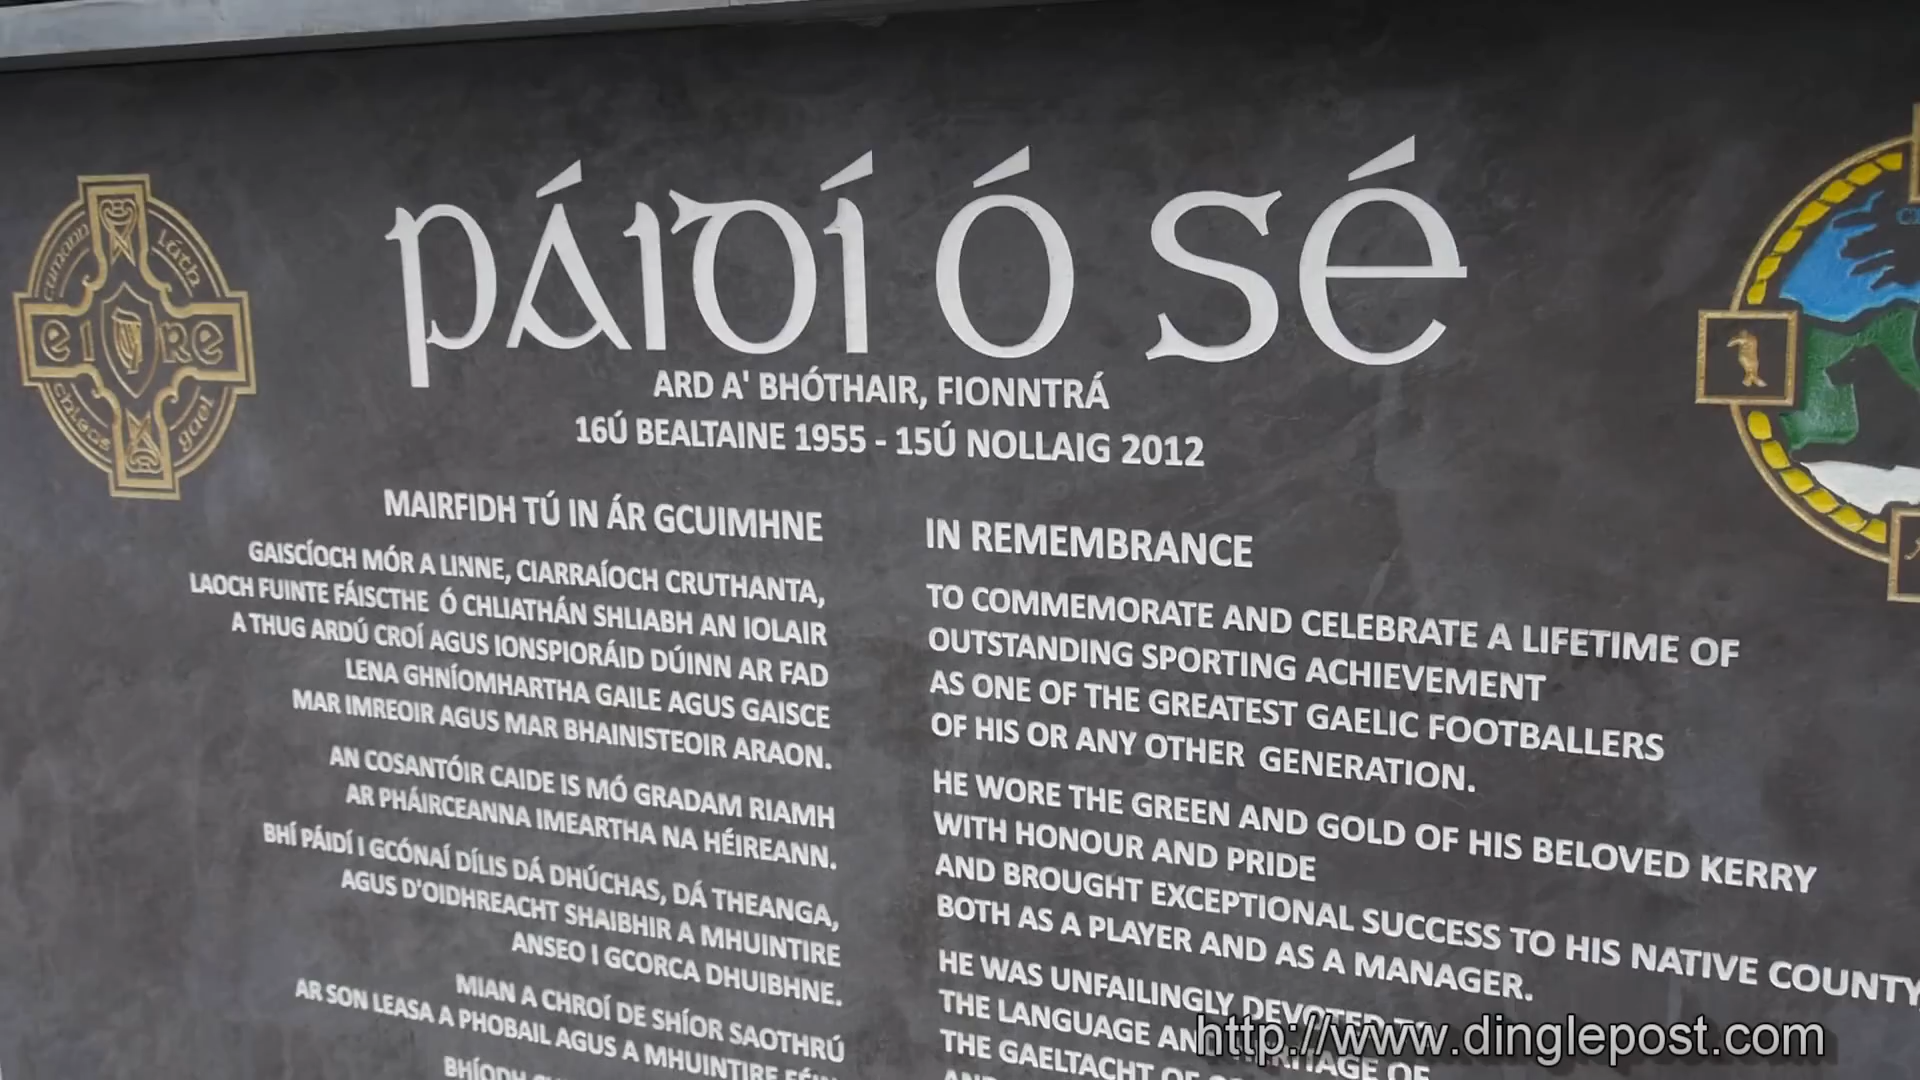 PÁIDÍ Ó SÉ
ARD A' BHÓTHAIR, FIONNTRÁ
16Ú BEALTAINE 1955 - 15Ú NOLLAIG 2012
cumann
lúth
chleas
gael
EIRE
MAIRFIDH TÚ IN ÁR GCUIMHNE
GAISCÍOCH MÓR A LINNE, CIARRAÍOCH CRUTHANTA,
LAOCH FUINTE FÁISCTHE Ó CHLIATHÁN SHLIABH AN IOLAIR
A THUG ARDÚ CROÍ AGUS IONSPIORÁID DÚINN AR FAD
LENA GHNÍOMHARTHA GAILE AGUS GAISCE
MAR IMREOIR AGUS MAR BHAINISTEOIR ARAON.
AN COSANTÓIR CAIDE IS MÓ GRADAM RIAMH
AR PHÁIRCEANNA IMEARTHA NA HÉIREANN.
BHÍ PÁIDÍ I GCÓNAÍ DÍLIS DÁ DHÚCHAS, DÁ THEANGA,
AGUS D'OIDHREACHT SHAIBHIR A MHUINTIRE
ANSEO I GCORCA DHUIBHNE.
MIAN A CHROÍ DE SHÍOR SAOTHRÚ
AR SON LEASA A PHOBAIL AGUS A MHUINTIRE FÉIN
BHÍODH
IN REMEMBRANCE
TO COMMEMORATE AND CELEBRATE A LIFETIME OF
OUTSTANDING SPORTING ACHIEVEMENT
AS ONE OF THE GREATEST GAELIC FOOTBALLERS
OF HIS OR ANY OTHER GENERATION.
HE WORE THE GREEN AND GOLD OF HIS BELOVED KERRY
WITH HONOUR AND PRIDE
AND BROUGHT EXCEPTIONAL SUCCESS TO HIS NATIVE COUNTY
BOTH AS A PLAYER AND AS A MANAGER.
HE WAS UNFAILINGLY DEVOTED TO
THE LANGUAGE AND HERITAGE OF
THE GAELTACHT OF
http://www.dinglepost.com